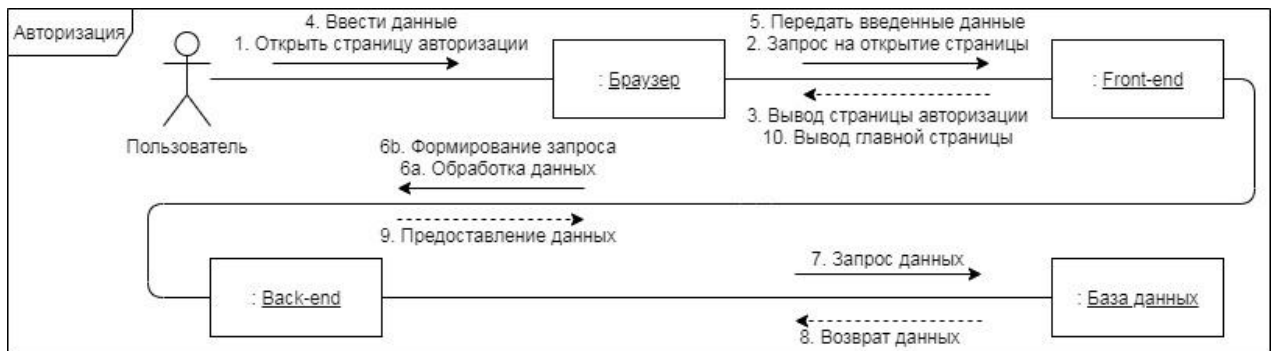 Авторизация
4. Ввести данные
1. Открыть страницу авторизации
5. Передать введенные данные
2. Запрос на открытие страницы
: Браузер
: Front-end
3. Вывод страницы авторизации
10. Вывод главной страницы
Пользователь
6b. Формирование запроса
6a. Обработка данных
9. Предоставление данных
7. Запрос данных
: Back-end
: База данных
8. Возврат данных